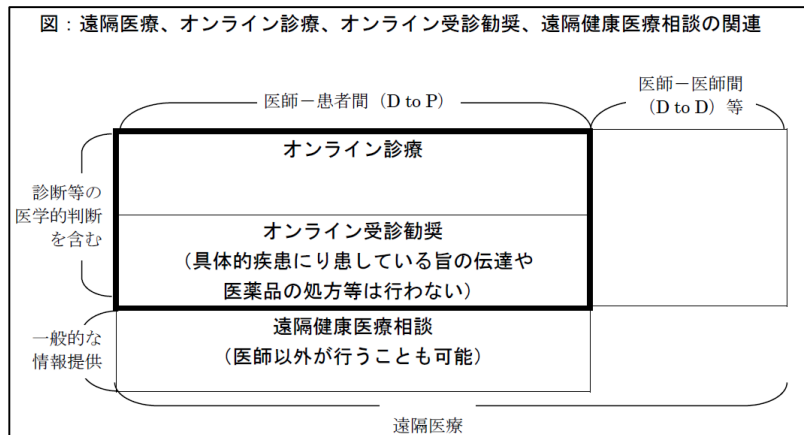 図：遠隔医療、オンライン診療、オンライン受診勧奨、遠隔健康医療相談の関連
医師－患者間（D to P）
医師－医師間
（D to D）等
診断等の
医学的判断
を含む
オンライン診療
オンライン受診勧奨
（具体的疾患にり患している旨の伝達や
医薬品の処方等は行わない）
一般的な
情報提供
遠隔健康医療相談
（医師以外が行うことも可能）
遠隔医療